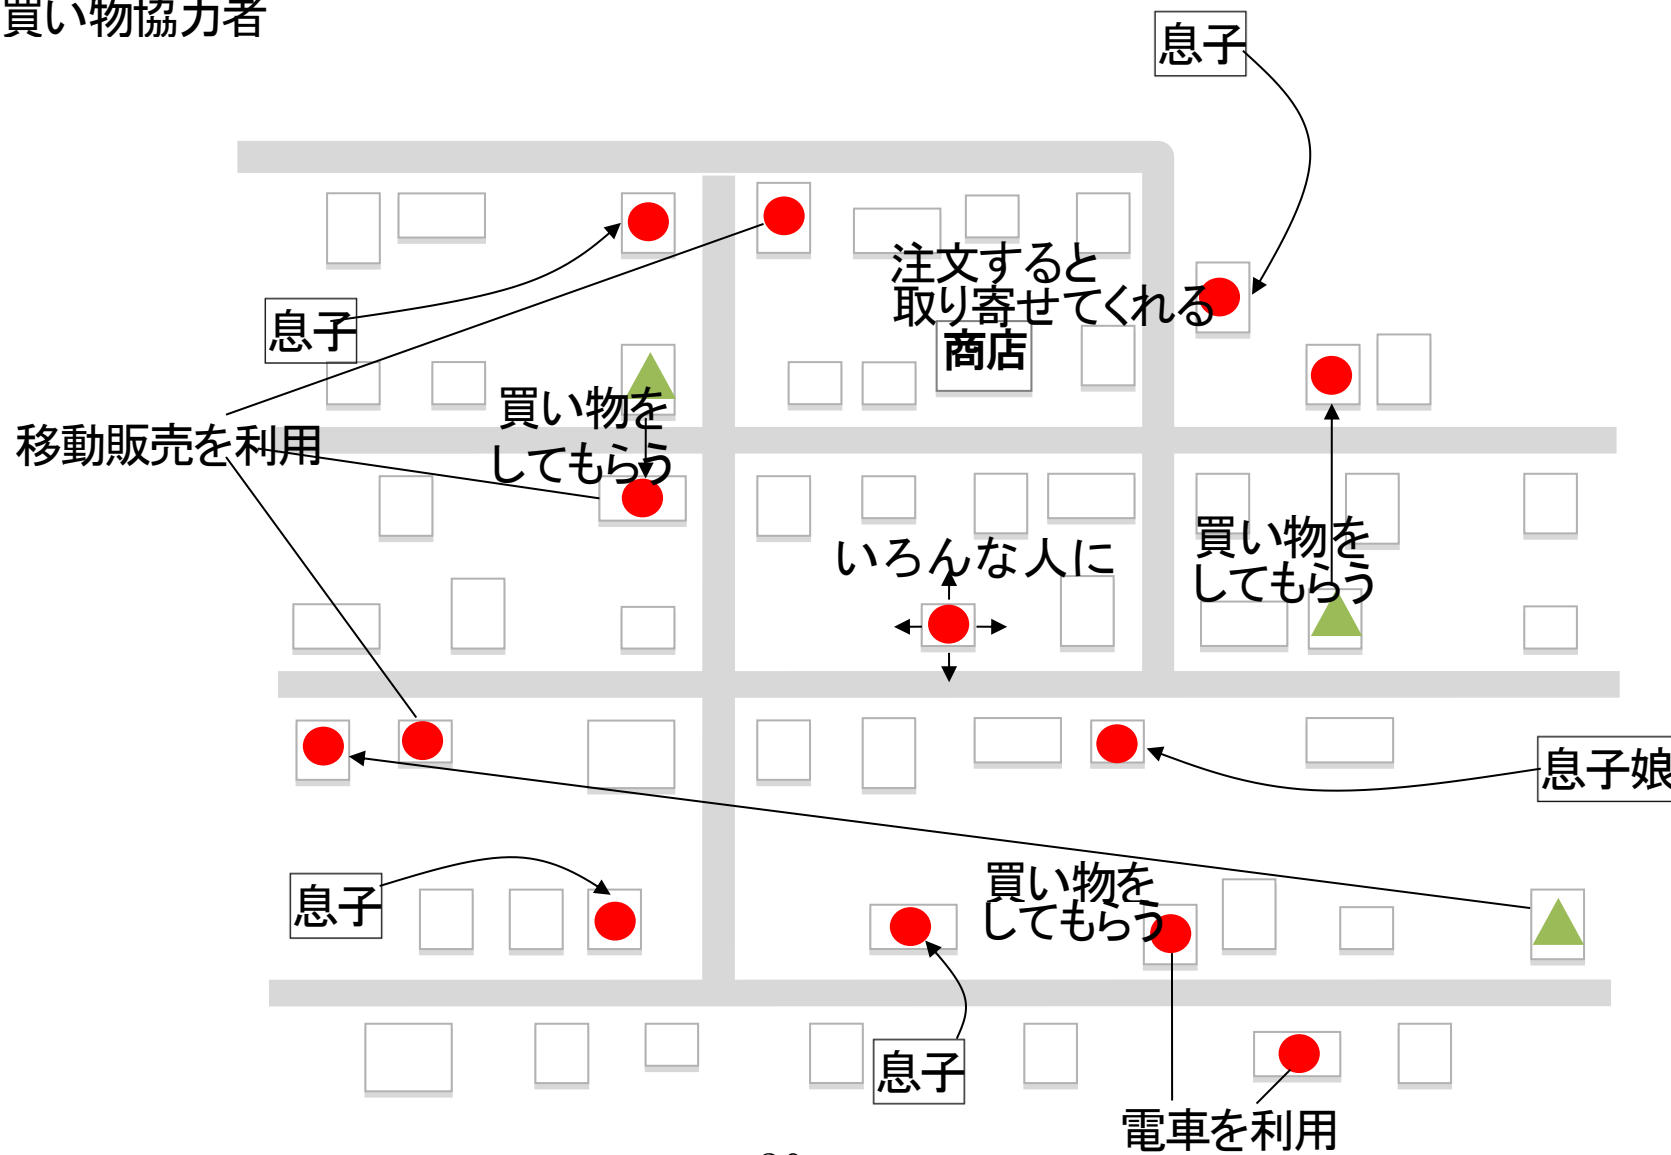 買い物協力者
息子
注文すると
取り寄せてくれる
商店
息子
買い物を
してもらう
移動販売を利用
いろんな人に
買い物を
してもらう
息子娘
息子
買い物を
してもらう
息子
電車を利用